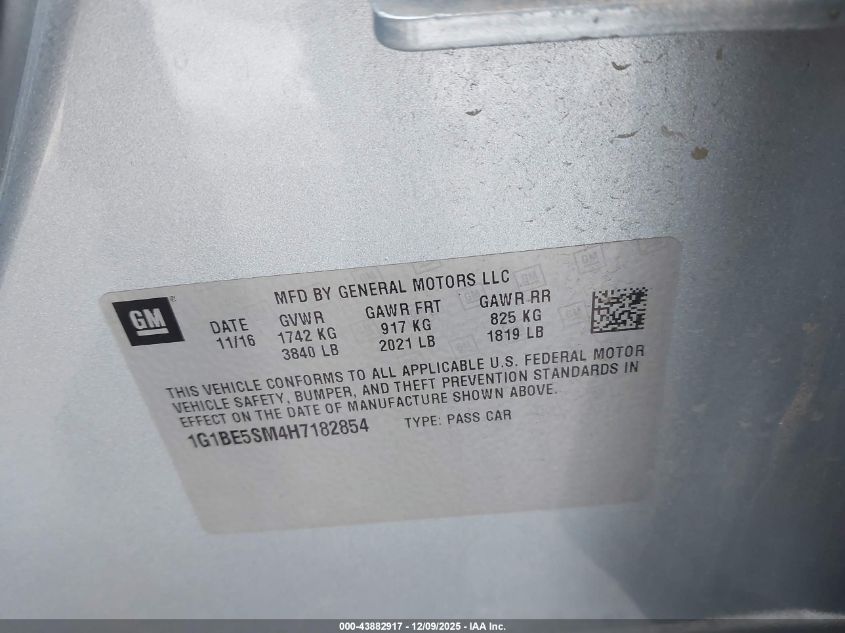 MFD BY GENERAL MOTORS LLC
GM
DATE GVWR GAWR FRT GAWR RR
11/16 1742 KG 917 KG 825 KG
3840 LB 2021 LB 1819 LB
THIS VEHICLE CONFORMS TO ALL APPLICABLE U.S. FEDERAL MOTOR
VEHICLE SAFETY, BUMPER, AND THEFT PREVENTION STANDARDS IN
EFFECT ON THE DATE OF MANUFACTURE SHOWN ABOVE.
1G1BE5SM4H7182854 TYPE: PASS CAR
000-43882917 - 12/09/2025 - IAA Inc.